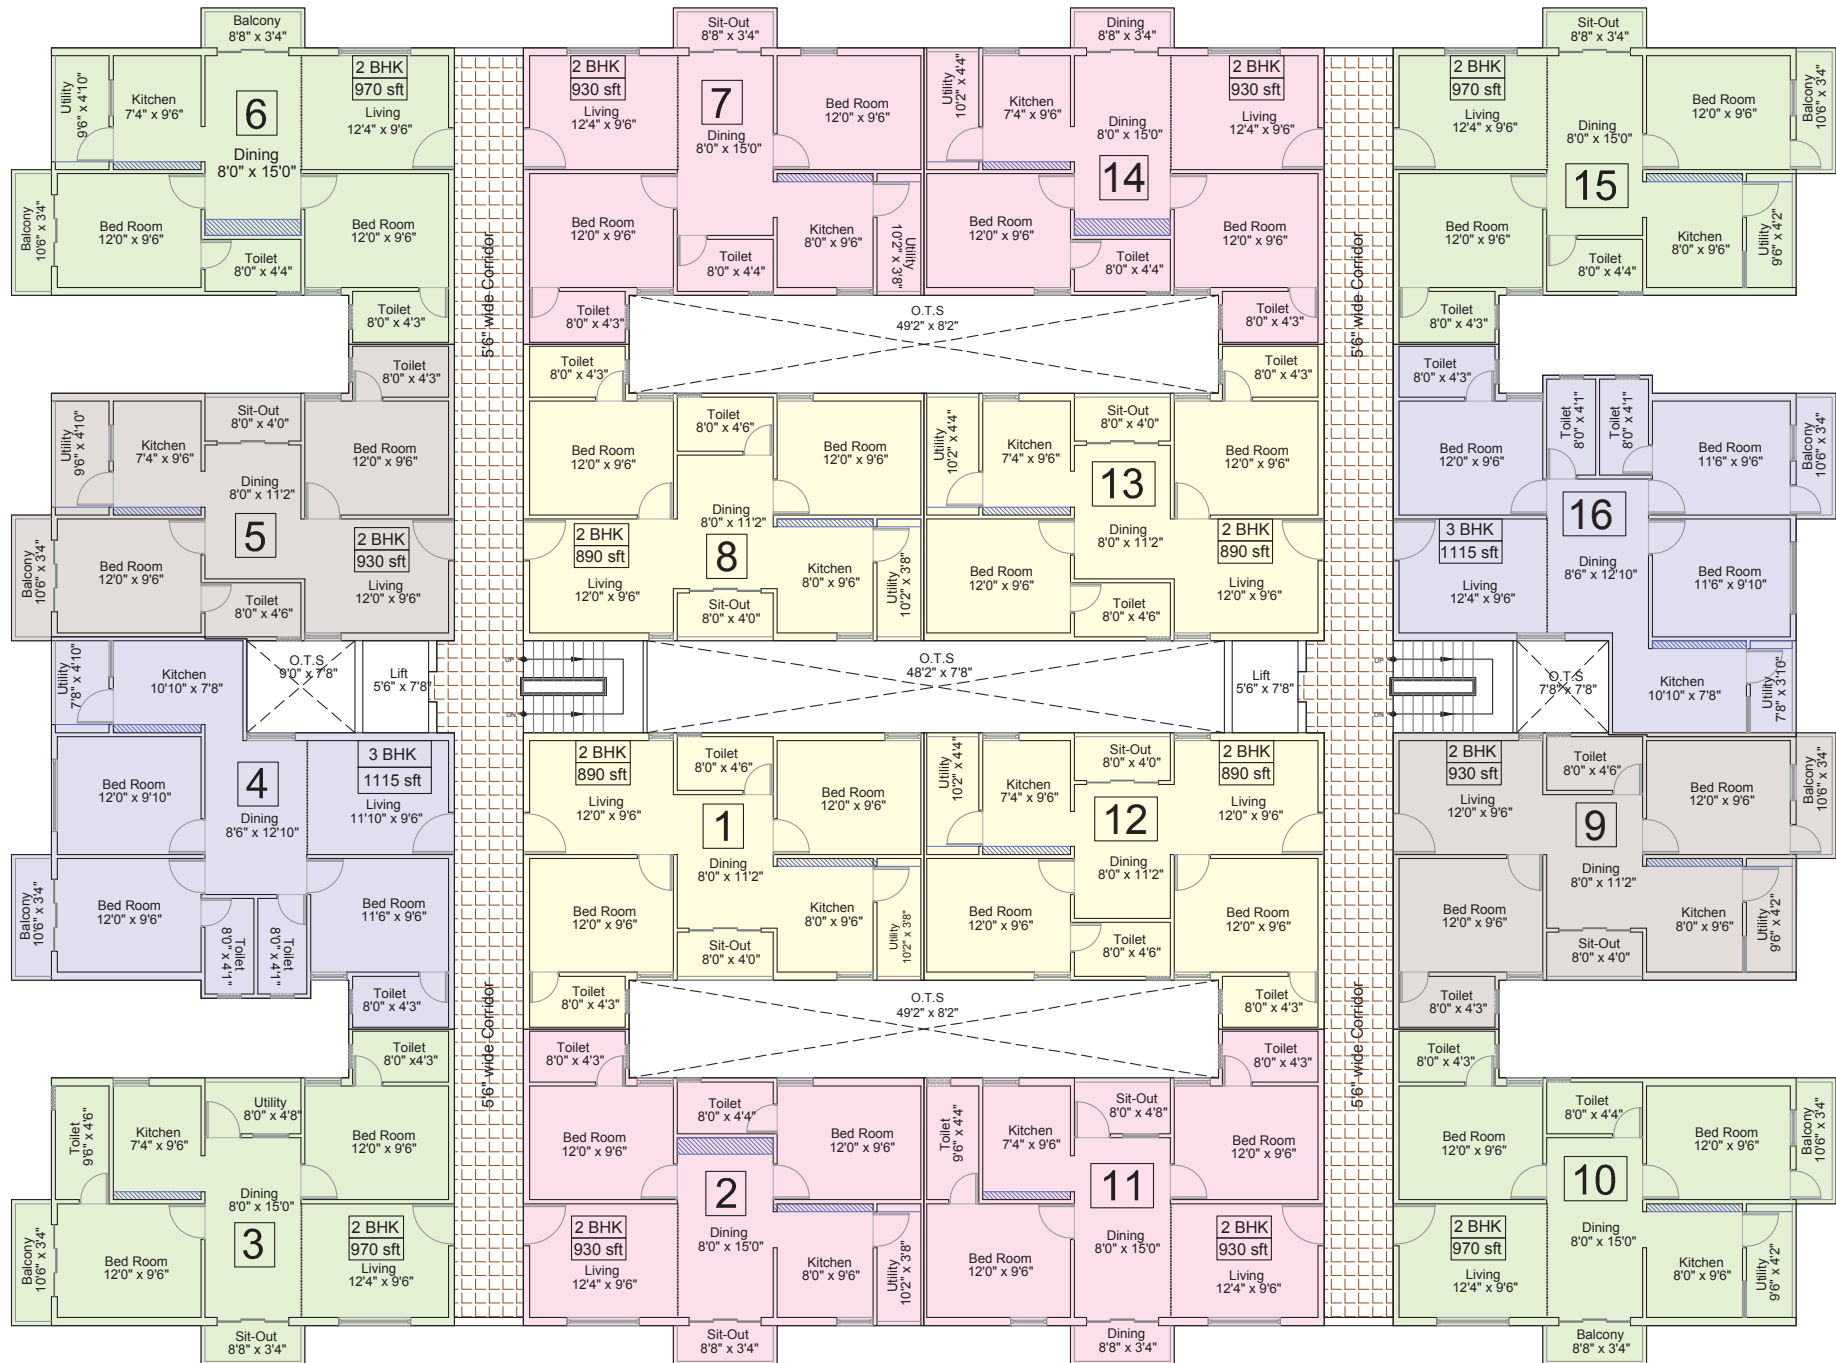 Balcony
8'8" x 3'4"
Utility
9'6" x 4'10"
Kitchen
7'4" x 9'6"
6
Dining
8'0" x 15'0"
2 BHK
970 sft
Living
12'4" x 9'6"
Balcony
10'6" x 3'4"
Bed Room
12'0" x 9'6"
Toilet
8'0" x 4'4"
Bed Room
12'0" x 9'6"
Toilet
8'0" x 4'3"
5'6" wide Corridor
Sit-Out
8'8" x 3'4"
2 BHK
930 sft
Living
12'4" x 9'6"
7
Dining
8'0" x 15'0"
Bed Room
12'0" x 9'6"
Bed Room
12'0" x 9'6"
Toilet
8'0" x 4'4"
Kitchen
8'0" x 9'6"
Utility
10'2" x 3'8"
Toilet
8'0" x 4'3"
Dining
8'8" x 3'4"
Utility
10'2" x 4'4"
Kitchen
7'4" x 9'6"
Dining
8'0" x 15'0"
14
2 BHK
930 sft
Living
12'4" x 9'6"
Bed Room
12'0" x 9'6"
Toilet
8'0" x 4'4"
Bed Room
12'0" x 9'6"
Toilet
8'0" x 4'3"
O.T.S
49'2" x 8'2"
5'6" wide Corridor
Sit-Out
8'8" x 3'4"
2 BHK
970 sft
Living
12'4" x 9'6"
Dining
8'0" x 15'0"
15
Bed Room
12'0" x 9'6"
Balcony
10'6" x 3'4"
Bed Room
12'0" x 9'6"
Toilet
8'0" x 4'4"
Kitchen
8'0" x 9'6"
Utility
9'6" x 4'2"
Toilet
8'0" x 4'3"
Toilet
8'0" x 4'3"
Utility
9'6" x 4'10"
Kitchen
7'4" x 9'6"
Sit-Out
8'0" x 4'0"
Bed Room
12'0" x 9'6"
Dining
8'0" x 11'2"
5
2 BHK
930 sft
Living
12'0" x 9'6"
Balcony
10'6" x 3'4"
Bed Room
12'0" x 9'6"
Toilet
8'0" x 4'6"
Toilet
8'0" x 4'3"
Toilet
8'0" x 4'6"
Bed Room
12'0" x 9'6"
Bed Room
12'0" x 9'6"
Dining
8'0" x 11'2"
2 BHK
890 sft
Living
12'0" x 9'6"
8
Kitchen
8'0" x 9'6"
Utility
10'2" x 3'8"
Sit-Out
8'0" x 4'0"
Toilet
8'0" x 4'3"
Utility
10'2" x 4'4"
Kitchen
7'4" x 9'6"
Sit-Out
8'0" x 4'0"
Bed Room
12'0" x 9'6"
13
Dining
8'0" x 11'2"
2 BHK
890 sft
Living
12'0" x 9'6"
Bed Room
12'0" x 9'6"
Toilet
8'0" x 4'6"
Toilet
8'0" x 4'3"
Toilet
8'0" x 4'1"
Toilet
8'0" x 4'1"
Bed Room
12'0" x 9'6"
Bed Room
11'6" x 9'6"
Balcony
10'6" x 3'4"
16
3 BHK
1115 sft
Living
12'4" x 9'6"
Dining
8'6" x 12'10"
Bed Room
11'6" x 9'10"
Kitchen
10'10" x 7'8"
Utility
7'8" x 3'10"
Utility
7'8" x 4'10"
Kitchen
10'10" x 7'8"
O.T.S
9'0" x 7'8"
Lift
5'6" x 7'8"
UP
DN
O.T.S
48'2" x 7'8"
Lift
5'6" x 7'8"
UP
DN
O.T.S
7'8" x 7'8"
Bed Room
12'0" x 9'10"
4
Dining
8'6" x 12'10"
3 BHK
1115 sft
Living
11'10" x 9'6"
Balcony
10'6" x 3'4"
Bed Room
12'0" x 9'6"
Toilet
8'0" x 4'1"
Toilet
8'0" x 4'1"
Bed Room
11'6" x 9'6"
Toilet
8'0" x 4'3"
2 BHK
890 sft
Living
12'0" x 9'6"
Toilet
8'0" x 4'6"
Bed Room
12'0" x 9'6"
1
Dining
8'0" x 11'2"
Bed Room
12'0" x 9'6"
Kitchen
8'0" x 9'6"
Utility
10'2" x 3'8"
Sit-Out
8'0" x 4'0"
Toilet
8'0" x 4'3"
Utility
10'2" x 4'4"
Kitchen
7'4" x 9'6"
Sit-Out
8'0" x 4'0"
2 BHK
890 sft
Living
12'0" x 9'6"
12
Dining
8'0" x 11'2"
Bed Room
12'0" x 9'6"
Toilet
8'0" x 4'6"
Bed Room
12'0" x 9'6"
Toilet
8'0" x 4'3"
O.T.S
49'2" x 8'2"
2 BHK
930 sft
Living
12'0" x 9'6"
Toilet
8'0" x 4'6"
Bed Room
12'0" x 9'6"
Balcony
10'6" x 3'4"
9
Dining
8'0" x 11'2"
Bed Room
12'0" x 9'6"
Kitchen
8'0" x 9'6"
Utility
9'6" x 4'2"
Sit-Out
8'0" x 4'0"
Toilet
8'0" x 4'3"
5'6" wide Corridor
5'6" wide Corridor
Toilet
8'0" x4'3"
Toilet
9'6" x 4'6"
Kitchen
7'4" x 9'6"
Utility
8'0" x 4'8"
Bed Room
12'0" x 9'6"
Dining
8'0" x 15'0"
3
2 BHK
970 sft
Living
12'4" x 9'6"
Balcony
10'6" x 3'4"
Bed Room
12'0" x 9'6"
Sit-Out
8'8" x 3'4"
Toilet
8'0" x 4'3"
Toilet
8'0" x 4'4"
Bed Room
12'0" x 9'6"
Bed Room
12'0" x 9'6"
2
Dining
8'0" x 15'0"
2 BHK
930 sft
Living
12'4" x 9'6"
Kitchen
8'0" x 9'6"
Utility
10'2" x 3'8"
Sit-Out
8'8" x 3'4"
Toilet
8'0" x 4'3"
Toilet
9'6" x 4'4"
Kitchen
7'4" x 9'6"
Sit-Out
8'0" x 4'8"
Bed Room
12'0" x 9'6"
11
Dining
8'0" x 15'0"
2 BHK
930 sft
Living
12'4" x 9'6"
Bed Room
12'0" x 9'6"
Dining
8'8" x 3'4"
Toilet
8'0" x 4'3"
Toilet
8'0" x 4'4"
Bed Room
12'0" x 9'6"
Bed Room
12'0" x 9'6"
Balcony
10'6" x 3'4"
10
2 BHK
970 sft
Living
12'4" x 9'6"
Dining
8'0" x 15'0"
Kitchen
8'0" x 9'6"
Utility
9'6" x 4'2"
Balcony
8'8" x 3'4"